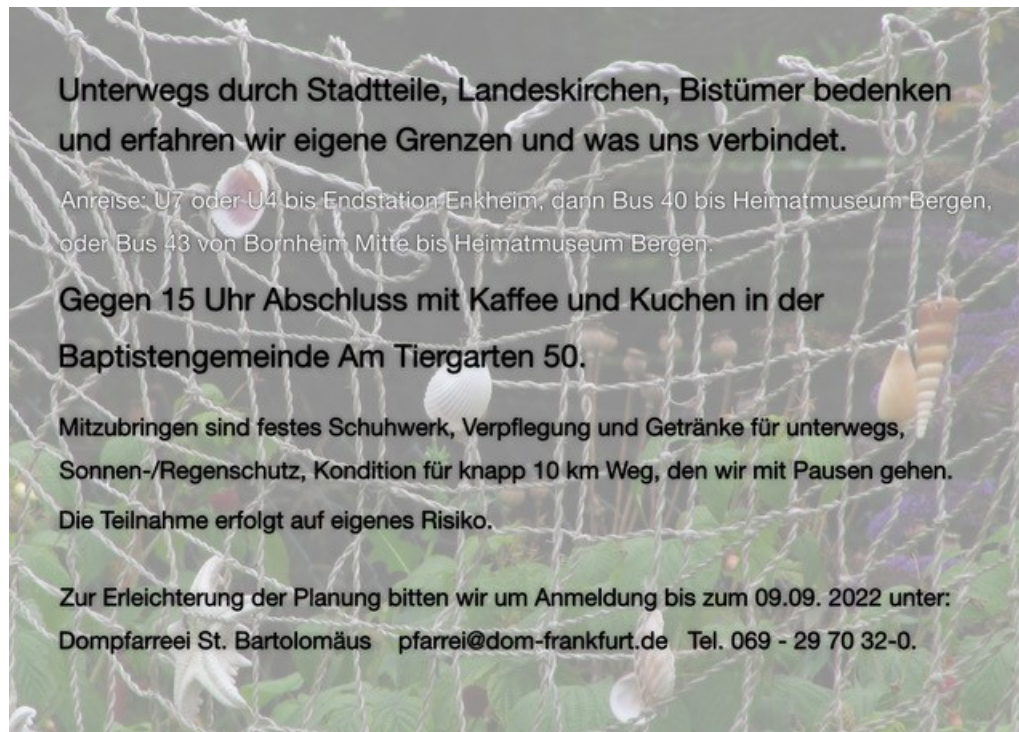 Unterwegs durch Stadtteile, Landeskirchen, Bistümer bedenken
und erfahren wir eigene Grenzen und was uns verbindet.
Anreise: U7 oder U4 bis Endstation Enkheim, dann Bus 40 bis Heimatmuseum Bergen,
oder Bus 43 von Bornheim Mitte bis Heimatmuseum Bergen.
Gegen 15 Uhr Abschluss mit Kaffee und Kuchen in der
Baptistengemeinde Am Tiergarten 50.
Mitzubringen sind festes Schuhwerk, Verpflegung und Getränke für unterwegs,
Sonnen-/Regenschutz, Kondition für knapp 10 km Weg, den wir mit Pausen gehen.
Die Teilnahme erfolgt auf eigenes Risiko.
Zur Erleichterung der Planung bitten wir um Anmeldung bis zum 09.09. 2022 unter:
Dompfarreei St. Bartolomäus pfarrei@dom-frankfurt.de Tel. 069 - 29 70 32-0.